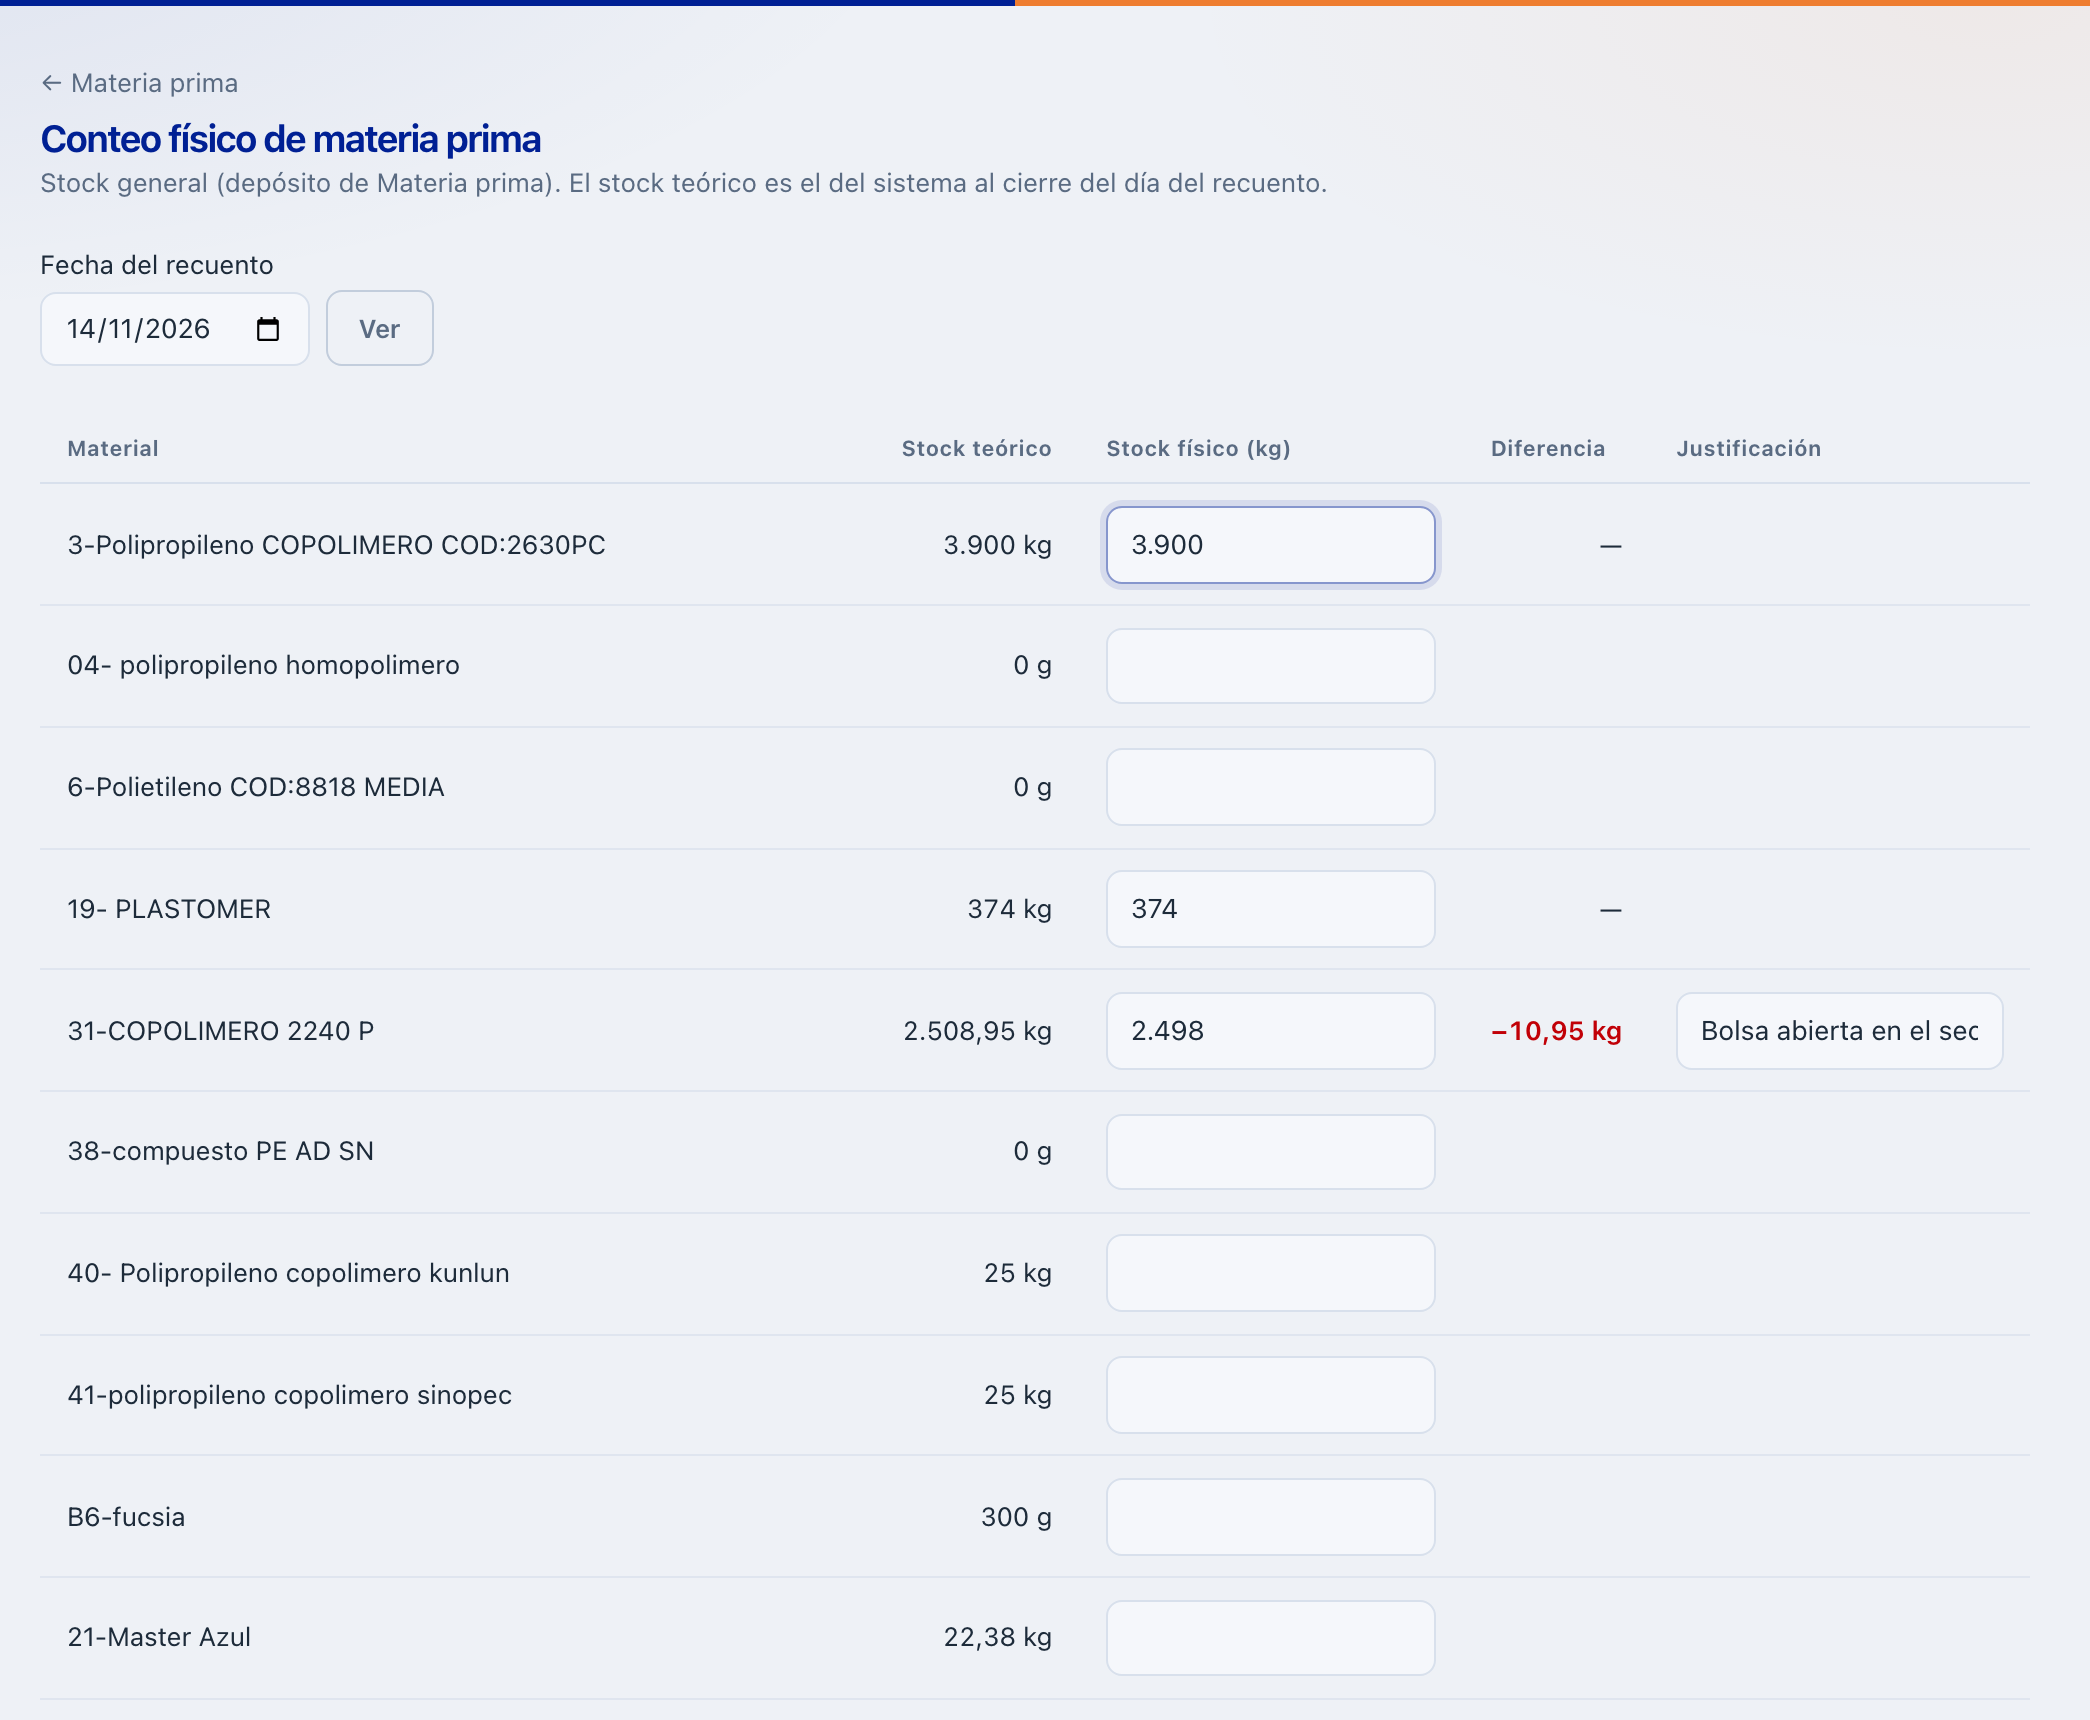 ← Materia prima
Conteo físico de materia prima
Stock general (depósito de Materia prima). El stock teórico es el del sistema al cierre del día del recuento.
Fecha del recuento
14/11/2026 Ver
Material Stock teórico Stock físico (kg) Diferencia Justificación
3-Polipropileno COPOLIMERO COD:2630PC 3.900 kg 3.900 —
04- polipropileno homopolimero 0 g
6-Polietileno COD:8818 MEDIA 0 g
19- PLASTOMER 374 kg 374 —
31-COPOLIMERO 2240 P 2.508,95 kg 2.498 −10,95 kg Bolsa abierta en el sec
38-compuesto PE AD SN 0 g
40- Polipropileno copolimero kunlun 25 kg
41-polipropileno copolimero sinopec 25 kg
B6-fucsia 300 g
21-Master Azul 22,38 kg